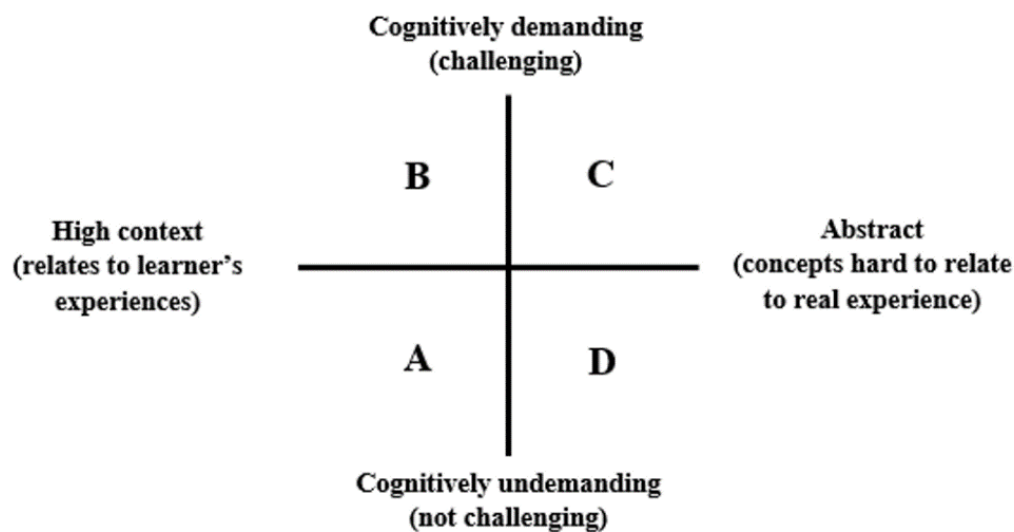 Cognitively demanding
(challenging)
B
C
High context
(relates to learner’s
experiences)
Abstract
(concepts hard to relate
to real experience)
A
D
Cognitively undemanding
(not challenging)